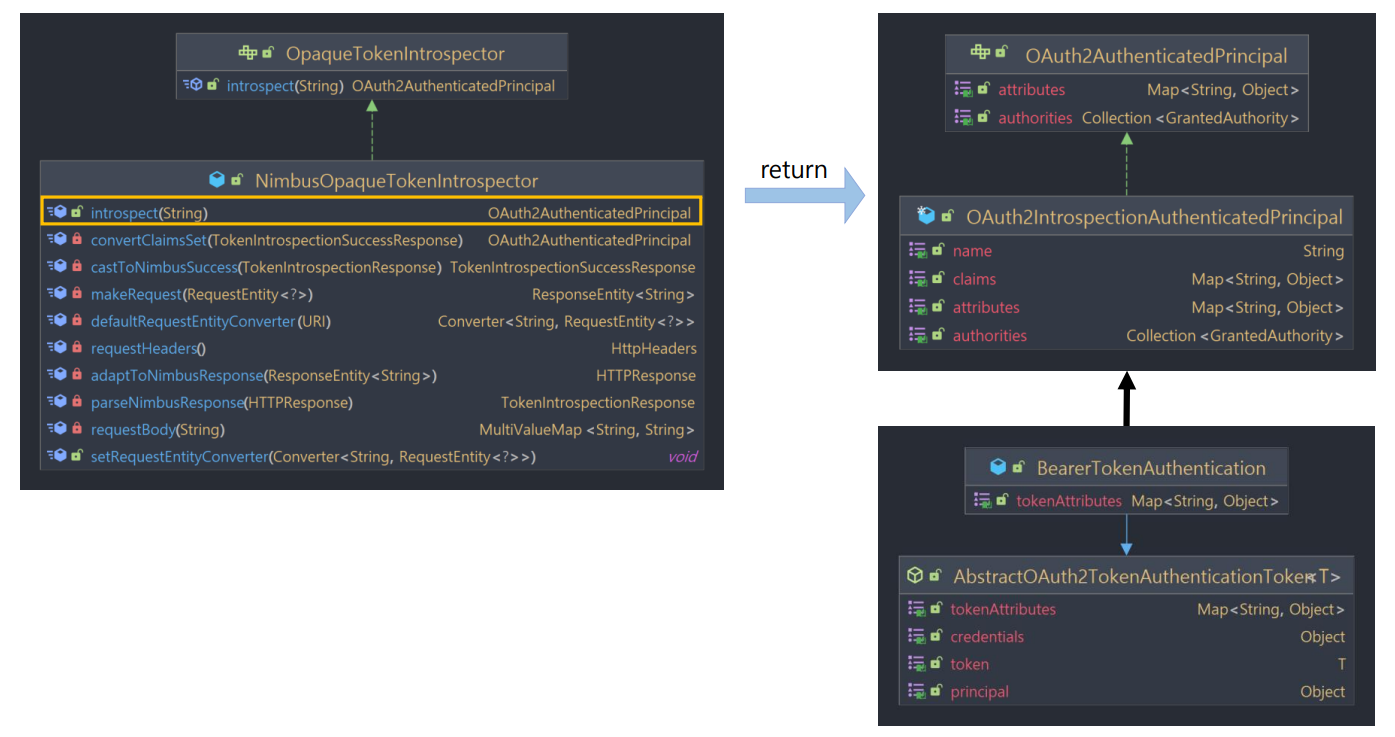 OpaqueTokenIntrospector
introspect(String) OAuth2AuthenticatedPrincipal
NimbusOpaqueTokenIntrospector
introspect(String) OAuth2AuthenticatedPrincipal
convertClaimsSet(TokenIntrospectionSuccessResponse) OAuth2AuthenticatedPrincipal
castToNimbusSuccess(TokenIntrospectionResponse) TokenIntrospectionSuccessResponse
makeRequest(RequestEntity<?>) ResponseEntity<String>
defaultRequestEntityConverter(URI) Converter<String, RequestEntity<?>>
requestHeaders() HttpHeaders
adaptToNimbusResponse(ResponseEntity<String>) HTTPResponse
parseNimbusResponse(HTTPResponse) TokenIntrospectionResponse
requestBody(String) MultiValueMap <String, String>
setRequestEntityConverter(Converter<String, RequestEntity<?>>) void
return
OAuth2AuthenticatedPrincipal
attributes Map<String, Object>
authorities Collection <GrantedAuthority>
OAuth2IntrospectionAuthenticatedPrincipal
name String
claims Map<String, Object>
attributes Map<String, Object>
authorities Collection <GrantedAuthority>
BearerTokenAuthentication
tokenAttributes Map<String, Object>
AbstractOAuth2TokenAuthenticationToken<T>
tokenAttributes Map<String, Object>
credentials Object
token T
principal Object